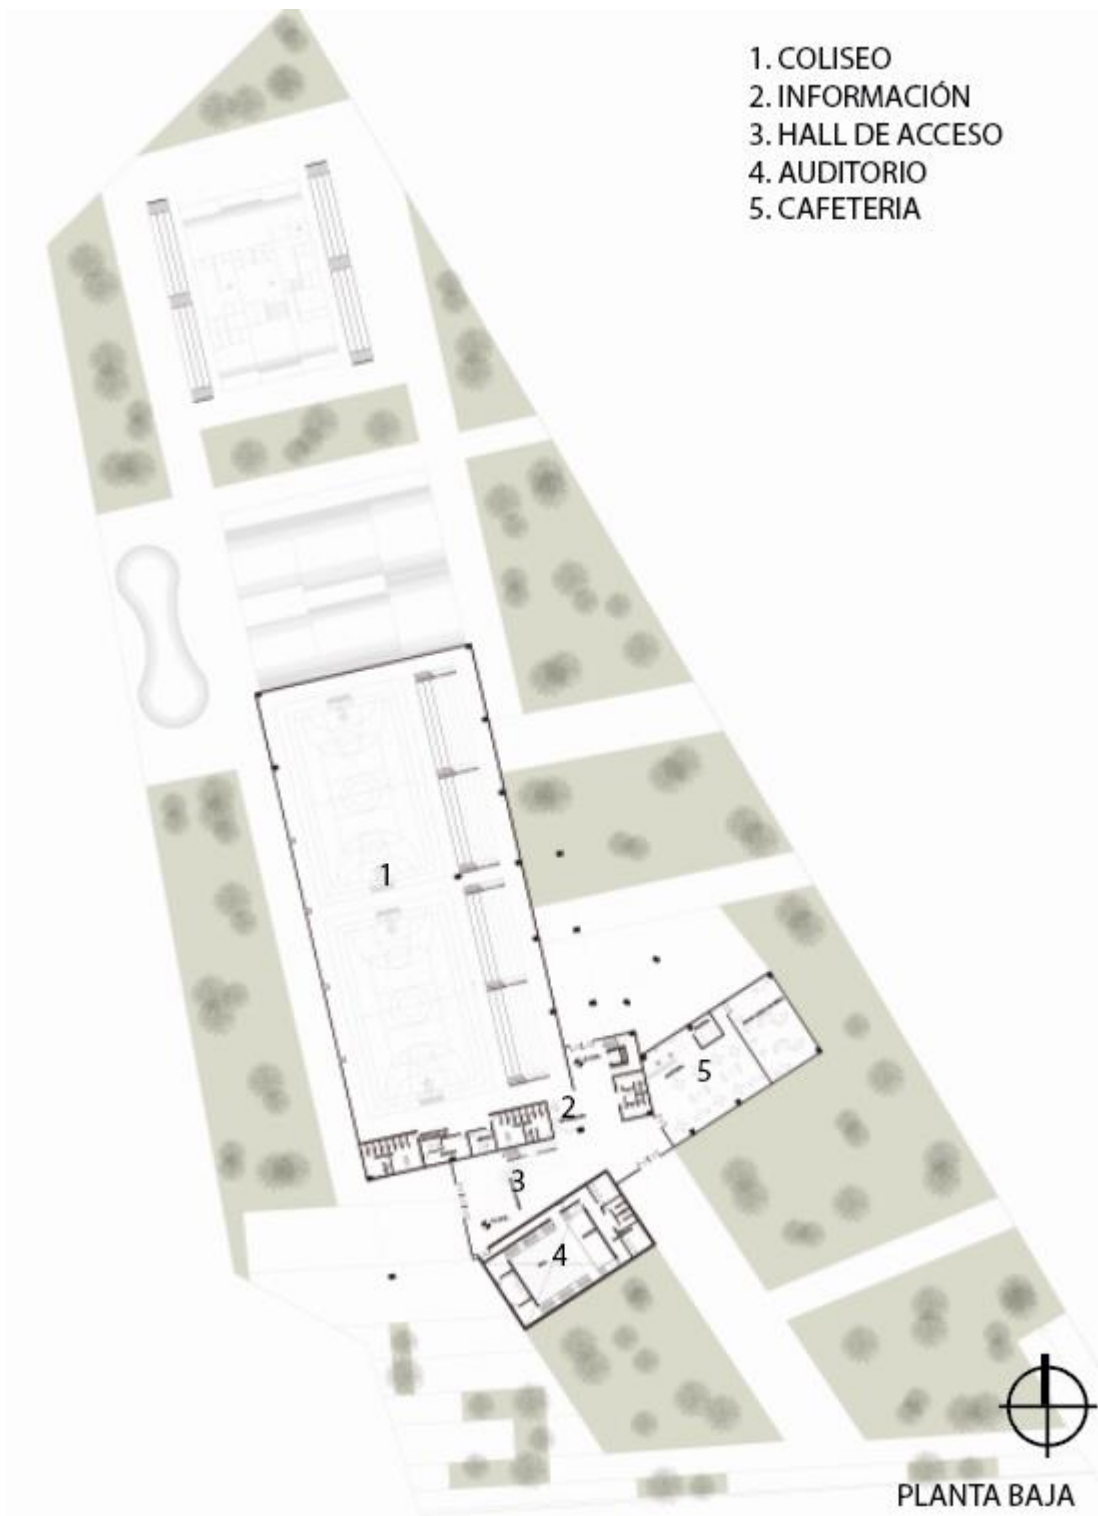 1. COLISEO
2. INFORMACIÓN
3. HALL DE ACCESO
4. AUDITORIO
5. CAFETERIA
1
5
2
3
4
PLANTA BAJA